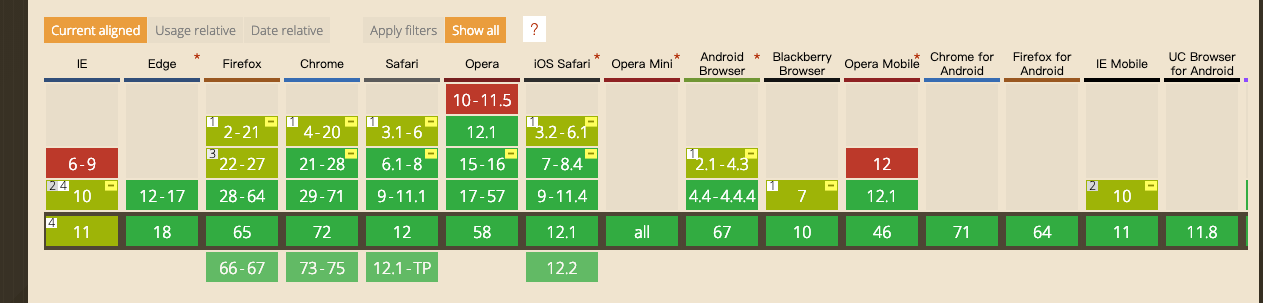 Current aligned Usage relative Date relative Apply filters Show all ?
IE Edge * Firefox Chrome Safari Opera iOS Safari * Opera Mini * Android Browser * Blackberry Browser Opera Mobile * Chrome for Android Firefox for Android IE Mobile UC Browser for Android
10-11.5
1 2-21 - 1 4-20 - 1 3.1-6 - 12.1 1 3.2-6.1 -
6-9 3 22-27 - 21-28 - 6.1-8 - 15-16 - 7-8.4 - 1 2.1-4.3 - 12
2 4 10 - 12-17 28-64 29-71 9-11.1 17-57 9-11.4 4.4-4.4.4 1 7 - 12.1 2 10 -
4 11 18 65 72 12 58 12.1 all 67 10 46 71 64 11 11.8
66-67 73-75 12.1-TP 12.2